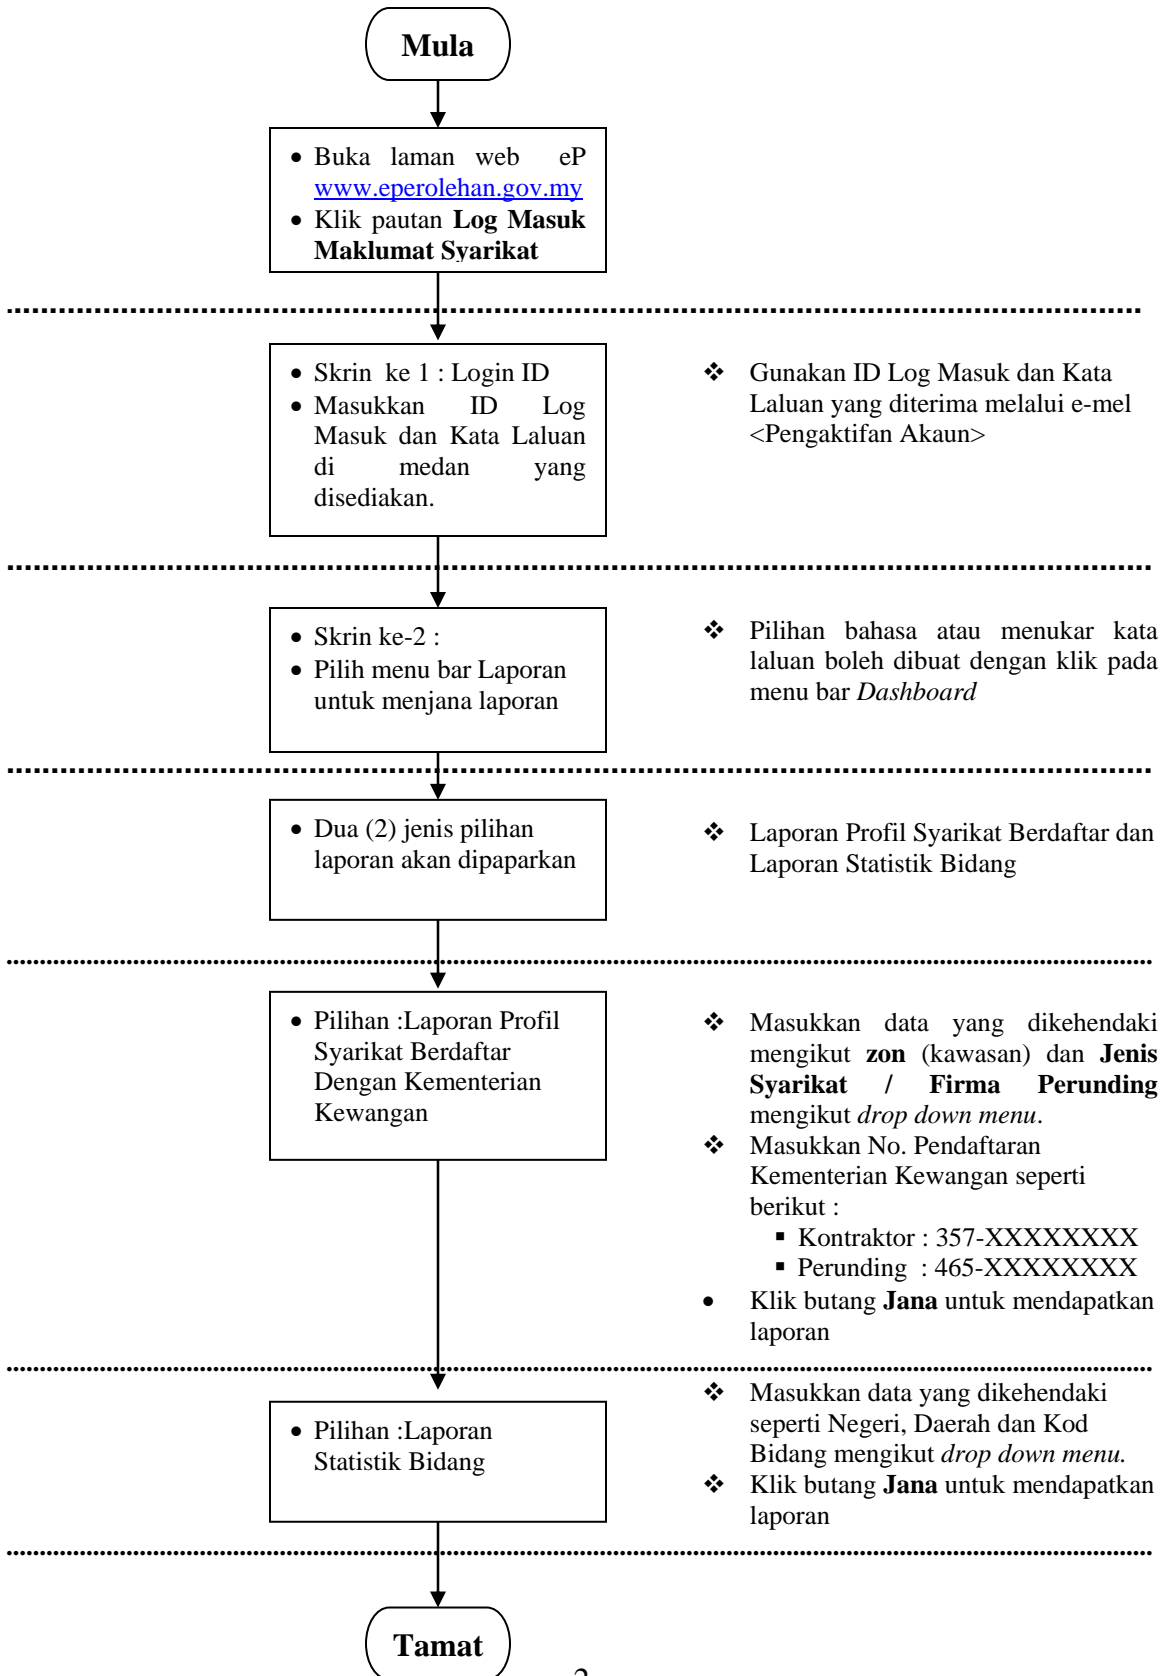 Mula
• Buka laman web eP
www.eperolehan.gov.my
• Klik pautan Log Masuk
Maklumat Syarikat
• Skrin ke 1 : Login ID
• Masukkan ID Log
Masuk dan Kata Laluan
di medan yang
disediakan.
❖ Gunakan ID Log Masuk dan Kata
Laluan yang diterima melalui e-mel
<Pengaktifan Akaun>
• Skrin ke-2 :
• Pilih menu bar Laporan
untuk menjana laporan
❖ Pilihan bahasa atau menukar kata
laluan boleh dibuat dengan klik pada
menu bar Dashboard
• Dua (2) jenis pilihan
laporan akan dipaparkan
❖ Laporan Profil Syarikat Berdaftar dan
Laporan Statistik Bidang
• Pilihan :Laporan Profil
Syarikat Berdaftar
Dengan Kementerian
Kewangan
❖ Masukkan data yang dikehendaki
mengikut zon (kawasan) dan Jenis
Syarikat / Firma Perunding
mengikut drop down menu.
❖ Masukkan No. Pendaftaran
Kementerian Kewangan seperti
berikut :
▪ Kontraktor : 357-XXXXXXXX
▪ Perunding : 465-XXXXXXXX
• Klik butang Jana untuk mendapatkan
laporan
• Pilihan :Laporan
Statistik Bidang
❖ Masukkan data yang dikehendaki
seperti Negeri, Daerah dan Kod
Bidang mengikut drop down menu.
❖ Klik butang Jana untuk mendapatkan
laporan
Tamat